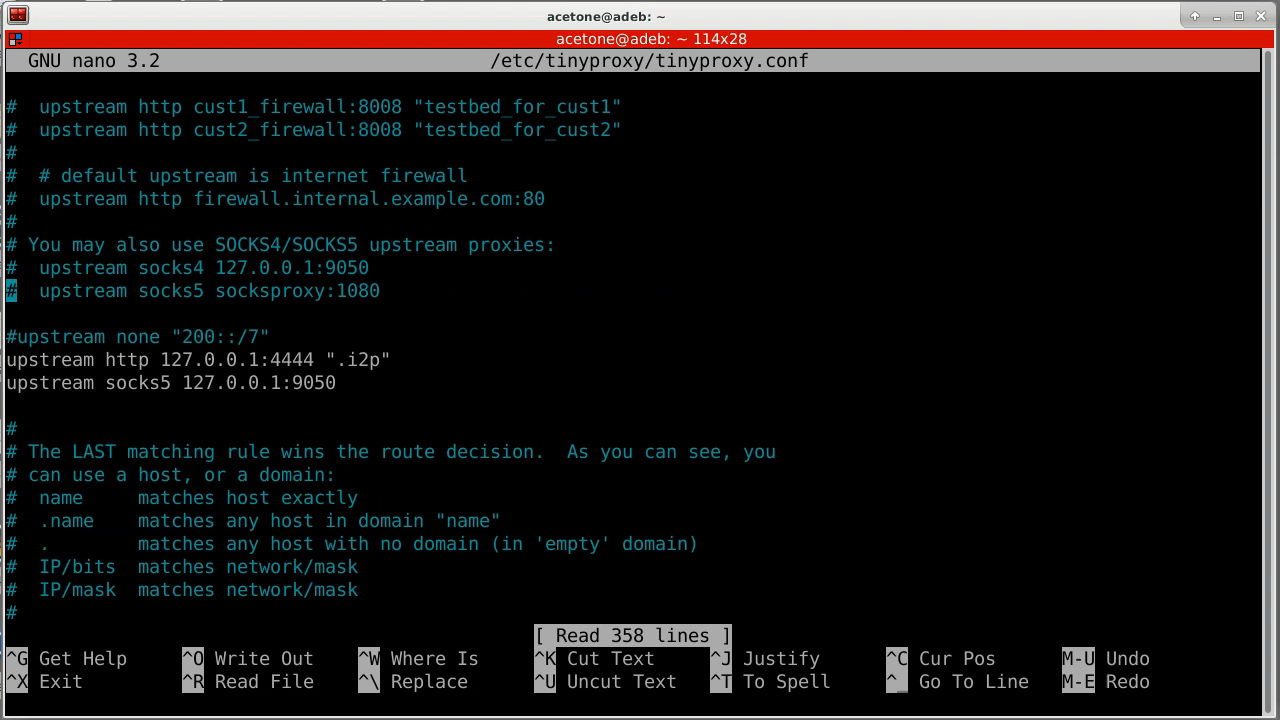 acetone@adeb: ~
acetone@adeb: ~ 114x28
GNU nano 3.2 /etc/tinyproxy/tinyproxy.conf
#  upstream http cust1_firewall:8008 "testbed_for_cust1"
#  upstream http cust2_firewall:8008 "testbed_for_cust2"
#
#  # default upstream is internet firewall
#  upstream http firewall.internal.example.com:80
#
# You may also use SOCKS4/SOCKS5 upstream proxies:
#  upstream socks4 127.0.0.1:9050
#  upstream socks5 socksproxy:1080
#upstream none "200::/7"
upstream http 127.0.0.1:4444 ".i2p"
upstream socks5 127.0.0.1:9050
#
# The LAST matching rule wins the route decision.  As you can see, you
# can use a host, or a domain:
#  name     matches host exactly
#  .name    matches any host in domain "name"
#  .        matches any host with no domain (in 'empty' domain)
#  IP/bits  matches network/mask
#  IP/mask  matches network/mask
#
[ Read 358 lines ]
^G Get Help ^O Write Out ^W Where Is ^K Cut Text ^J Justify ^C Cur Pos M-U Undo
^X Exit ^R Read File ^\ Replace ^U Uncut Text ^T To Spell ^_ Go To Line M-E Redo